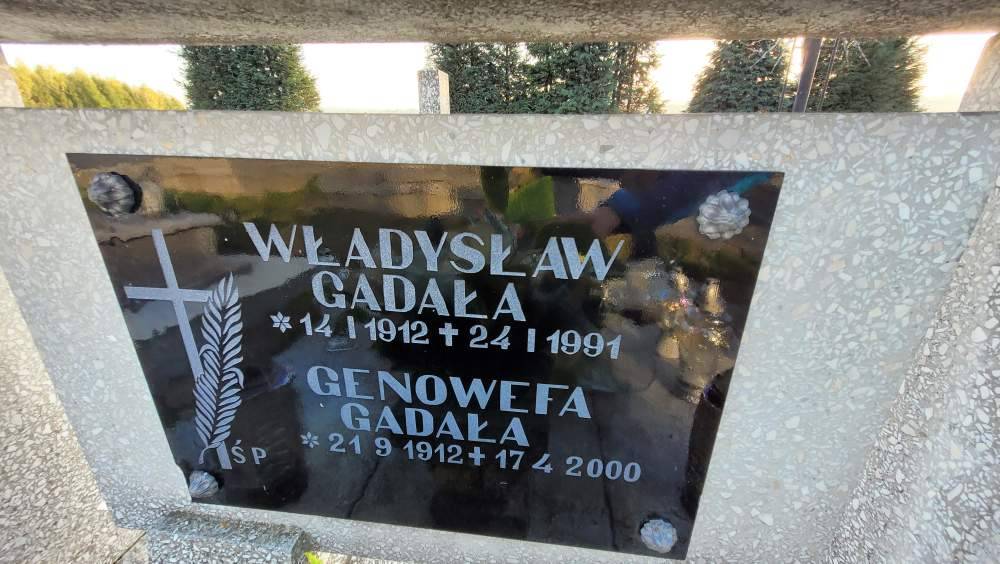 WŁADYSŁAW
GADAŁA
* 14 I 1912 + 24 I 1991
GENOWEFA
GADAŁA
* 21 9 1912 + 17 4 2000
ŚP